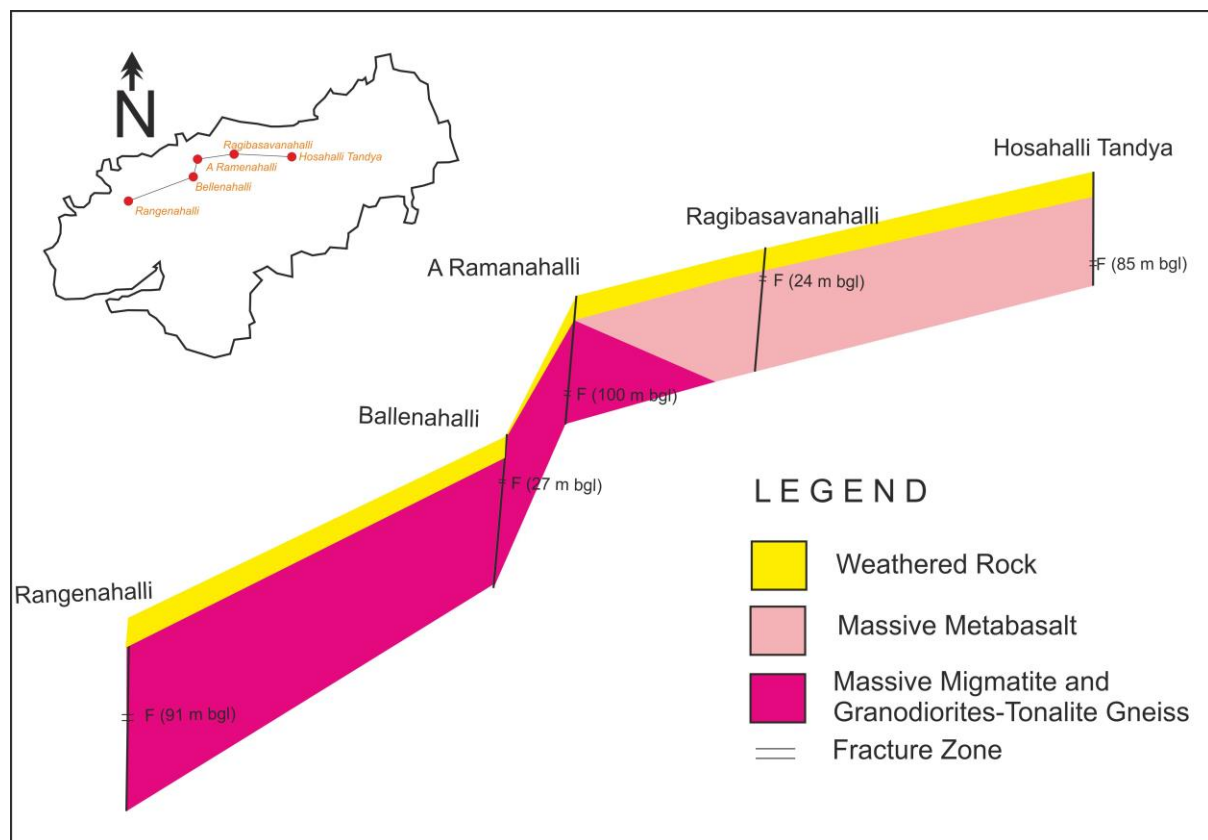 N
Ragibasavanahalli
Hosahalli Tandya
A Ramenahalli
Bellenahalli
Rangenahalli
Hosahalli Tandya
Ragibasavanahalli
A Ramanahalli
F (85 m bgl)
F (24 m bgl)
F (100 m bgl)
Ballenahalli
F (27 m bgl)
Rangenahalli
F (91 m bgl)
LEGEND
Weathered Rock
Massive Metabasalt
Massive Migmatite and
Granodiorites-Tonalite Gneiss
Fracture Zone